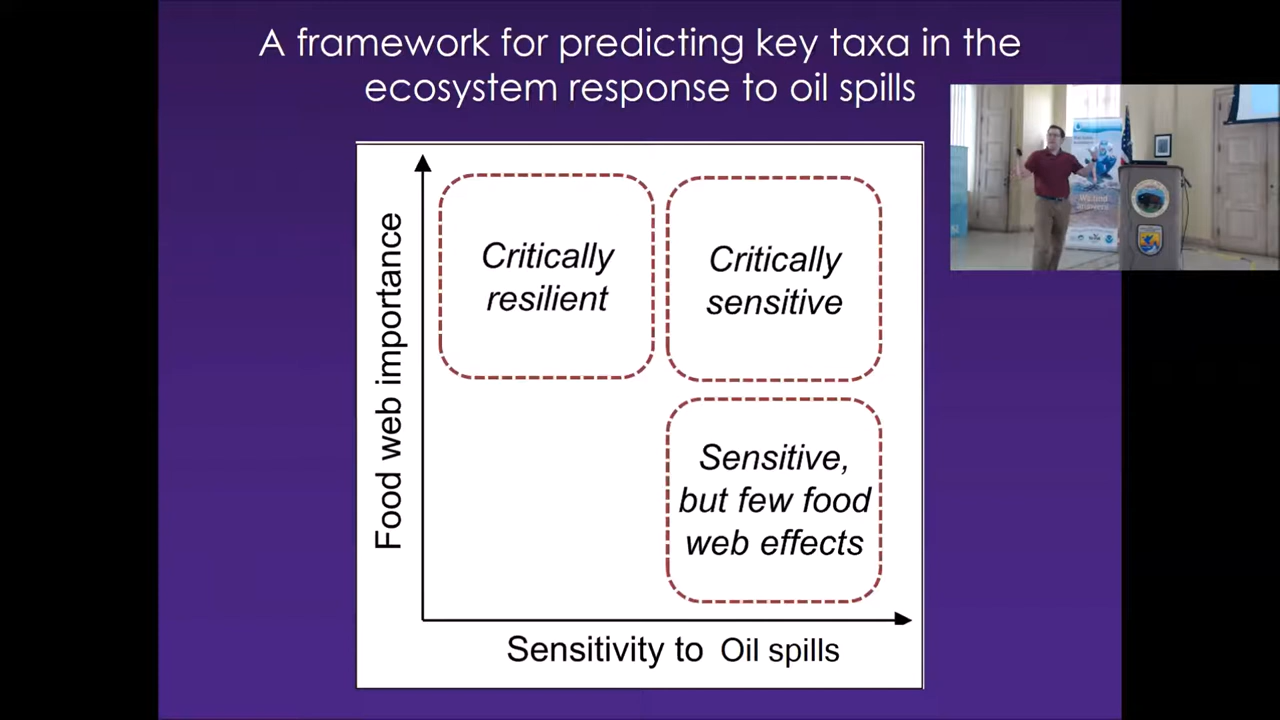 A framework for predicting key taxa in the
ecosystem response to oil spills
Food web importance
Critically
resilient
Critically
sensitive
Sensitive,
but few food
web effects
Sensitivity to Oil spills